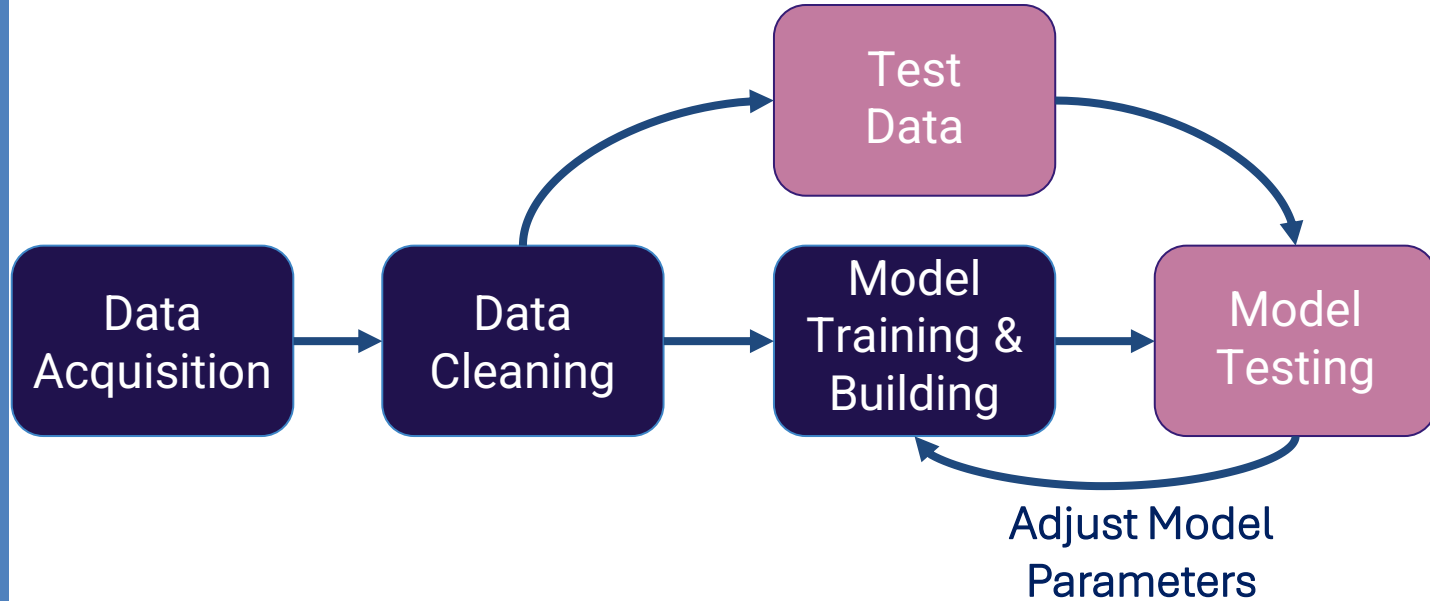 Test
Data
Data
Acquisition
Data
Cleaning
Model
Training &
Building
Model
Testing
Adjust Model
Parameters